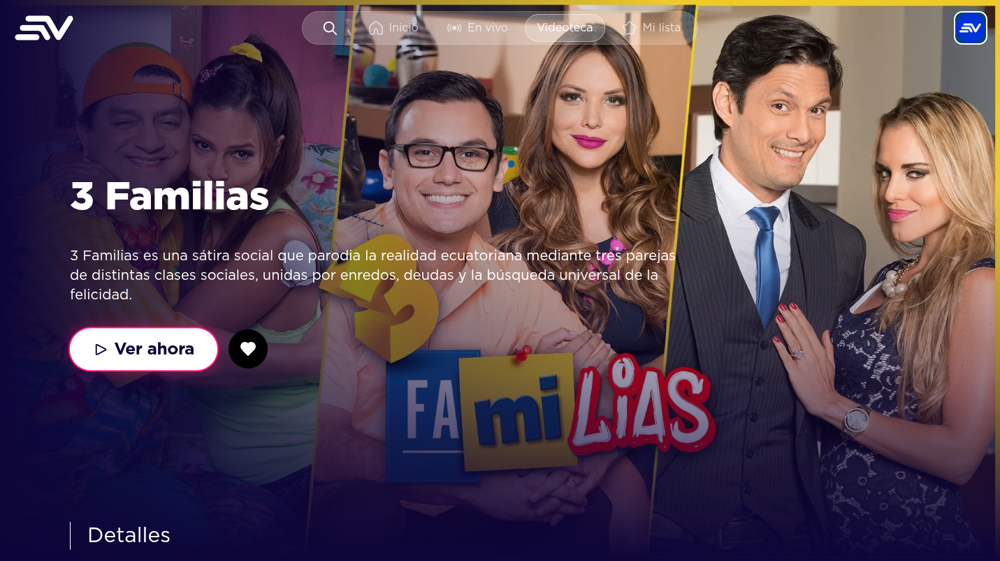 Inicio
En vivo
Videoteca
Mi lista
3 Familias
3 Familias es una sátira social que parodia la realidad ecuatoriana mediante tres parejas
de distintas clases sociales, unidas por enredos, deudas y la búsqueda universal de la
felicidad.
Ver ahora
3
FAmiLiAS
Detalles